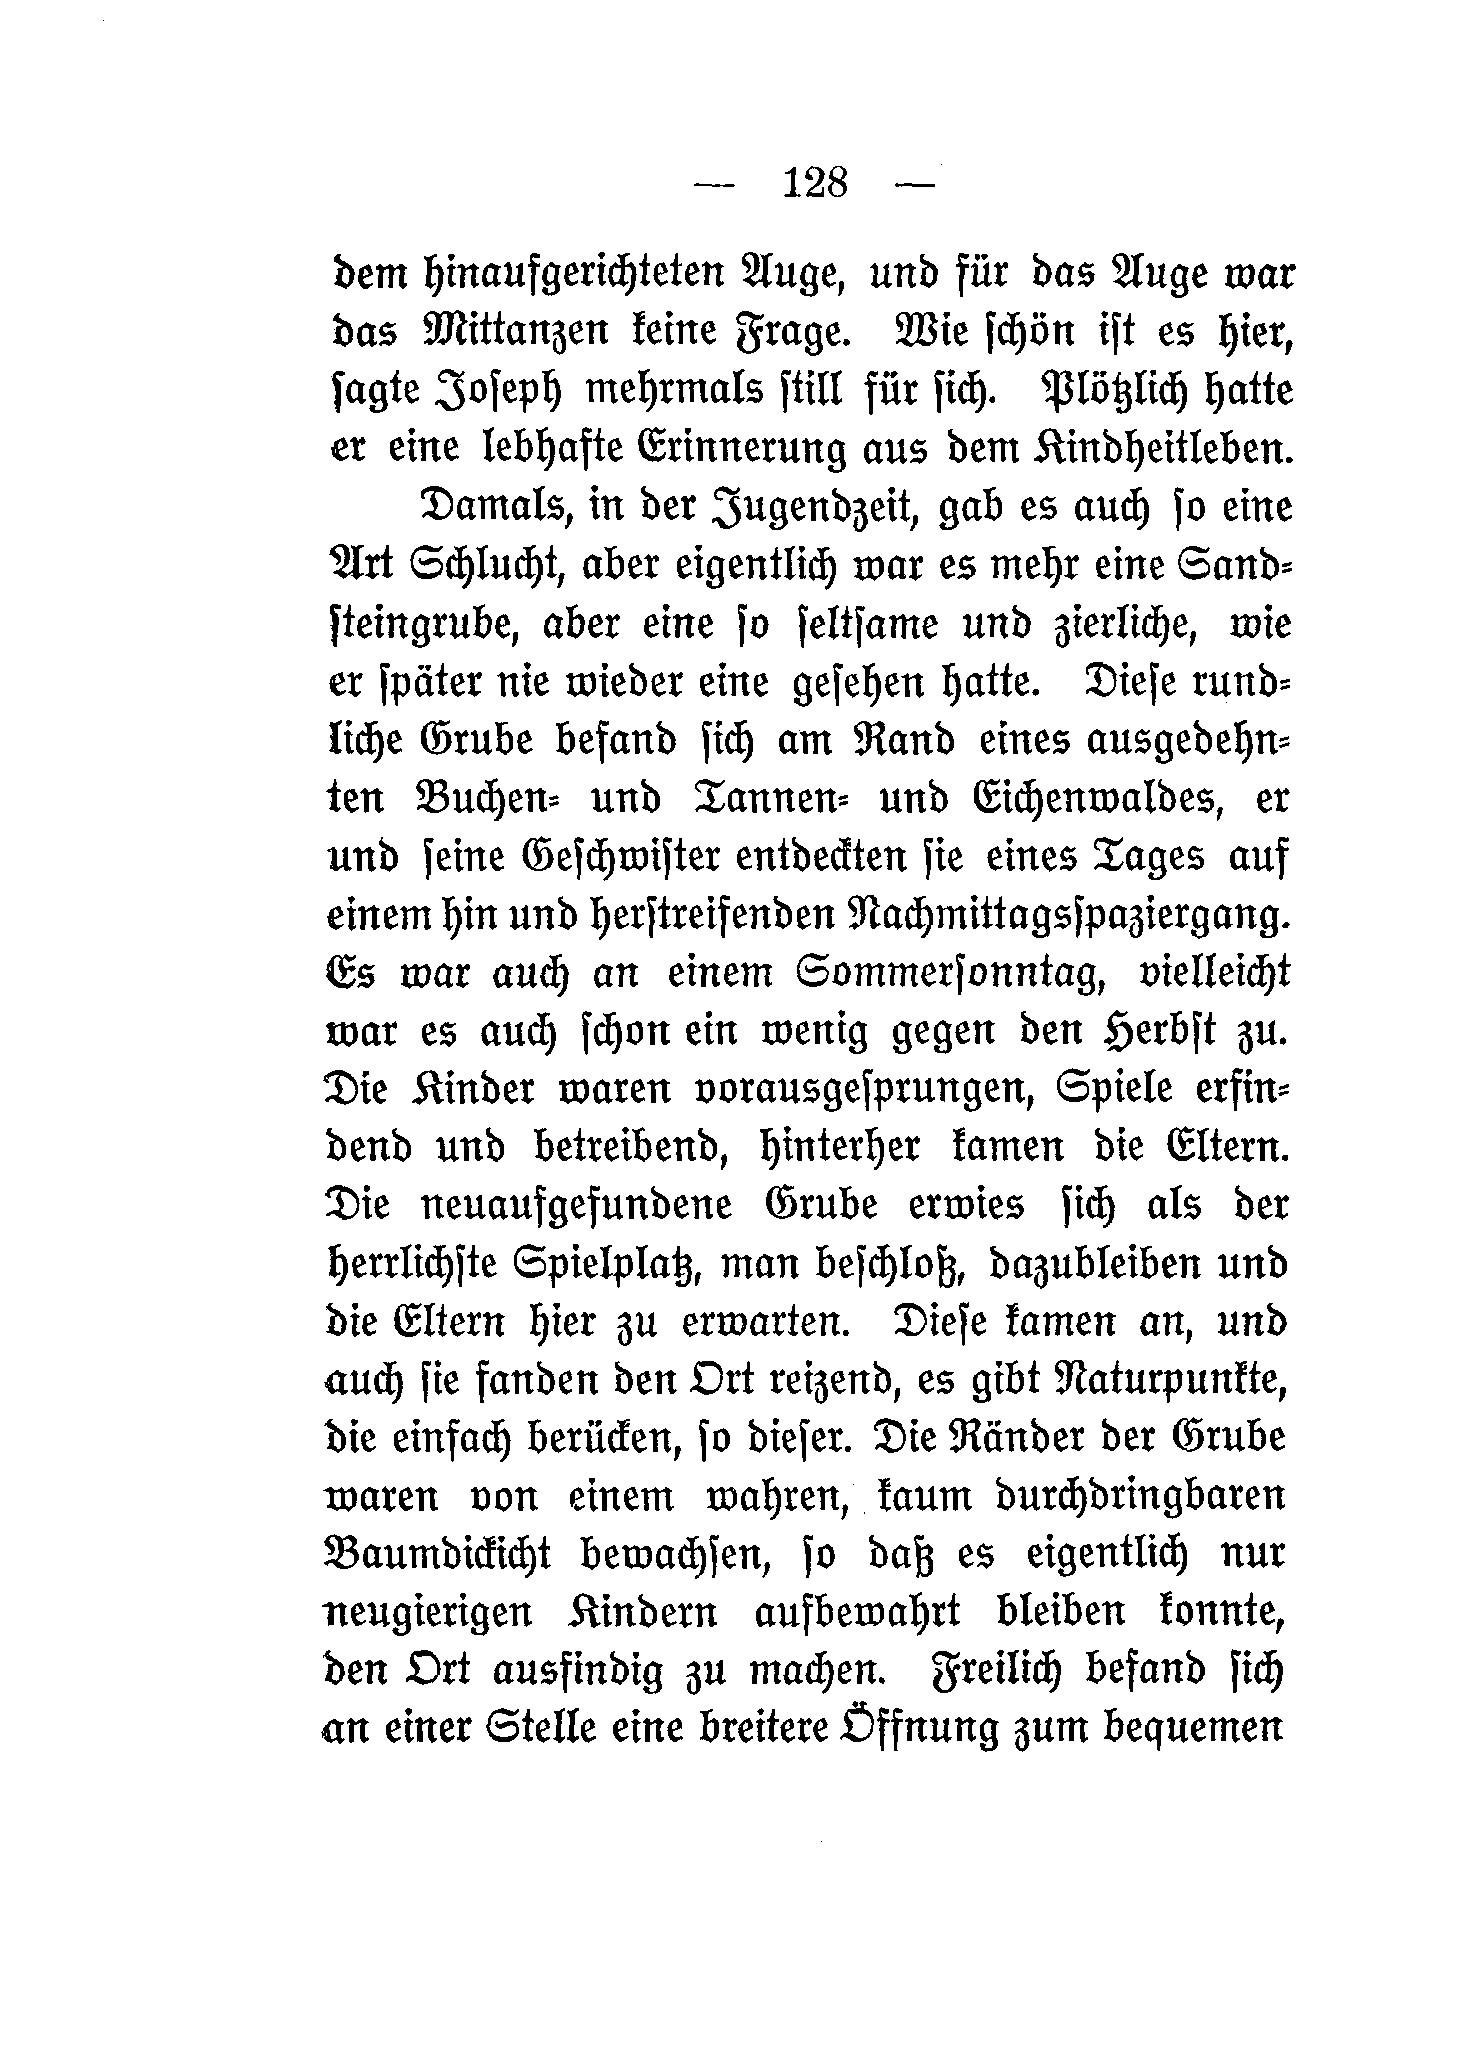 — 128 —
dem hinaufgerichteten Auge, und für das Auge war
das Mittanzen keine Frage. Wie ſchön iſt es hier,
ſagte Joſeph mehrmals ſtill für ſich. Plötzlich hatte
er eine lebhafte Erinnerung aus dem Kindheitleben.
Damals, in der Jugendzeit, gab es auch ſo eine
Art Schlucht, aber eigentlich war es mehr eine Sand⸗
ſteingrube, aber eine ſo ſeltſame und zierliche, wie
er ſpäter nie wieder eine geſehen hatte. Dieſe rund⸗
liche Grube befand ſich am Rand eines ausgedehn⸗
ten Buchen⸗ und Tannen⸗ und Eichenwaldes, er
und ſeine Geſchwiſter entdeckten ſie eines Tages auf
einem hin und herſtreifenden Nachmittagsſpaziergang.
Es war auch an einem Sommerſonntag, vielleicht
war es auch ſchon ein wenig gegen den Herbſt zu.
Die Kinder waren vorausgeſprungen, Spiele erfin⸗
dend und betreibend, hinterher kamen die Eltern.
Die neuaufgefundene Grube erwies ſich als der
herrlichſte Spielplatz, man beſchloß, dazubleiben und
die Eltern hier zu erwarten. Dieſe kamen an, und
auch ſie fanden den Ort reizend, es gibt Naturpunkte,
die einfach berücken, ſo dieſer. Die Ränder der Grube
waren von einem wahren, kaum durchdringbaren
Baumdickicht bewachſen, ſo daß es eigentlich nur
neugierigen Kindern aufbewahrt bleiben konnte,
den Ort ausfindig zu machen. Freilich befand ſich
an einer Stelle eine breitere Öffnung zum bequemen